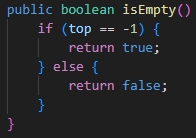 public boolean isEmpty()
    if (top == -1) {
        return true;
    } else {
        return false;
    }
}